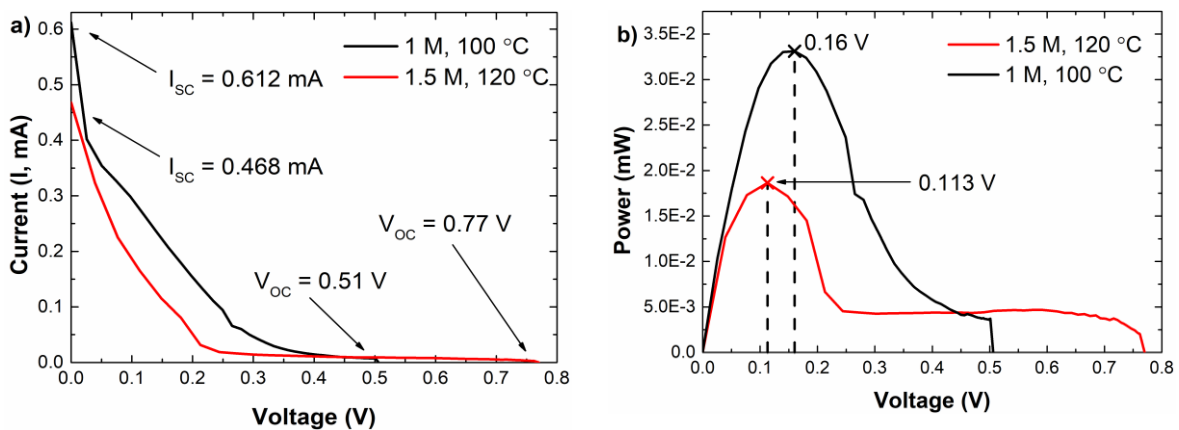 a)
1 M, 100 °C
1.5 M, 120 °C
I_SC = 0.612 mA
I_SC = 0.468 mA
V_OC = 0.77 V
V_OC = 0.51 V
Current (I, mA)
0.6
0.5
0.4
0.3
0.2
0.1
0.0
0.0 0.1 0.2 0.3 0.4 0.5 0.6 0.7 0.8
Voltage (V)
b)
0.16 V
1.5 M, 120 °C
1 M, 100 °C
0.113 V
Power (mW)
3.5E-2
3.0E-2
2.5E-2
2.0E-2
1.5E-2
1.0E-2
5.0E-3
0.0
0.0 0.1 0.2 0.3 0.4 0.5 0.6 0.7 0.8
Voltage (V)